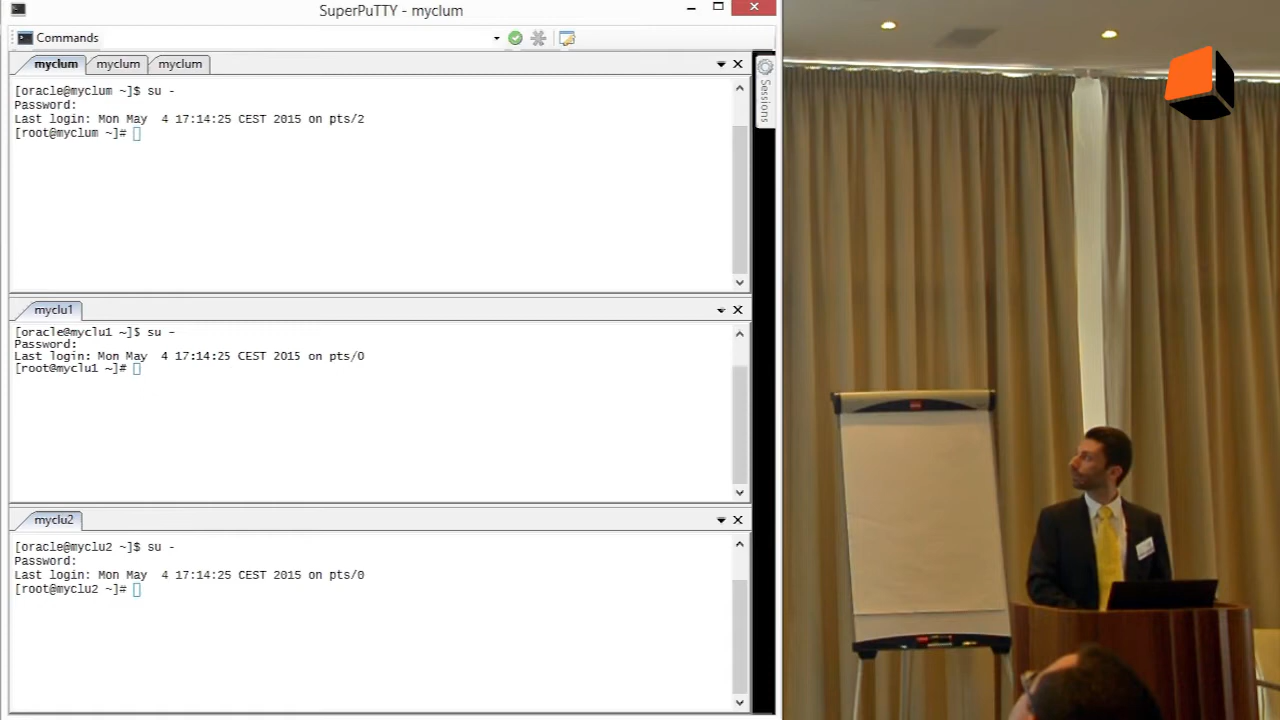 SuperPuTTY - myclum
Commands
myclum myclum myclum
[oracle@myclum ~]$ su -
Password:
Last login: Mon May  4 17:14:25 CEST 2015 on pts/2
[root@myclum ~]#
Sessions
myclu1
[oracle@myclu1 ~]$ su -
Password:
Last login: Mon May  4 17:14:25 CEST 2015 on pts/0
[root@myclu1 ~]#
myclu2
[oracle@myclu2 ~]$ su -
Password:
Last login: Mon May  4 17:14:25 CEST 2015 on pts/0
[root@myclu2 ~]#